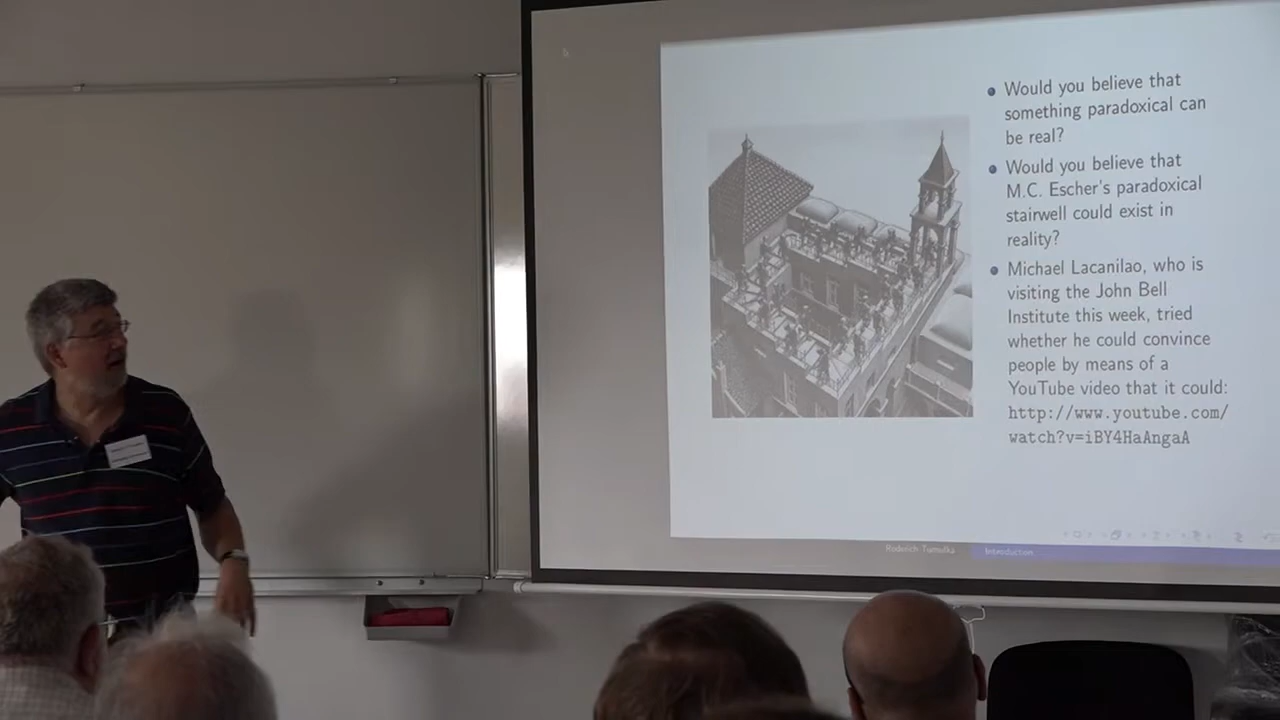 Would you believe that
something paradoxical can
be real?
Would you believe that
M.C. Escher's paradoxical
stairwell could exist in
reality?
Michael Lacanilao, who is
visiting the John Bell
Institute this week, tried
whether he could convince
people by means of a
YouTube video that it could:
http://www.youtube.com/
watch?v=iBY4HaAngaA
Roderich Tumulka
Introduction